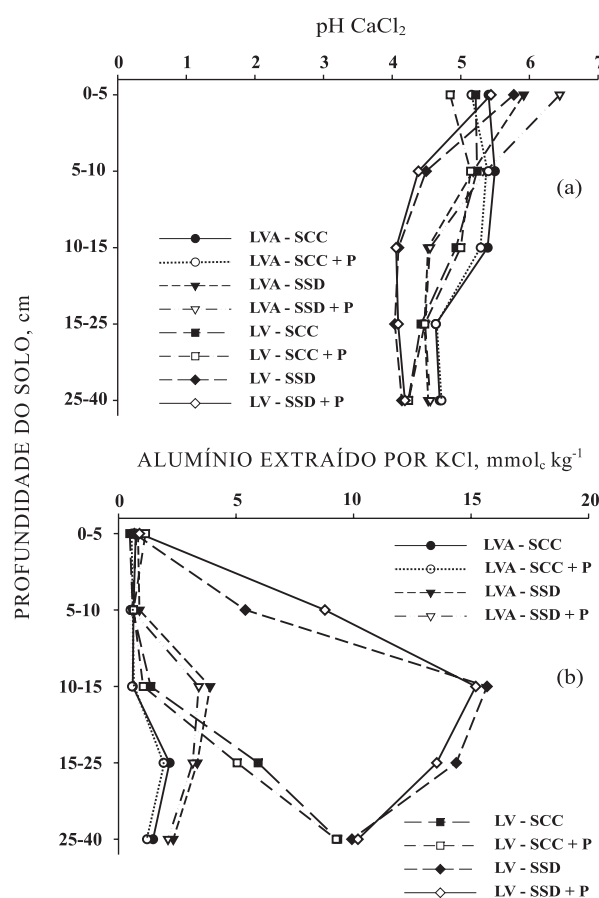 pH CaCl₂
0 1 2 3 4 5 6 7
0-5
5-10
10-15
15-25
25-40
(a)
LVA - SCC
LVA - SCC + P
LVA - SSD
LVA - SSD + P
LV - SCC
LV - SCC + P
LV - SSD
LV - SSD + P
PROFUNDIDADE DO SOLO, cm
ALUMÍNIO EXTRAÍDO POR KCl, mmol꜀ kg⁻¹
0 5 10 15 20
0-5
5-10
10-15
15-25
25-40
LVA - SCC
LVA - SCC + P
LVA - SSD
LVA - SSD + P
(b)
LV - SCC
LV - SCC + P
LV - SSD
LV - SSD + P